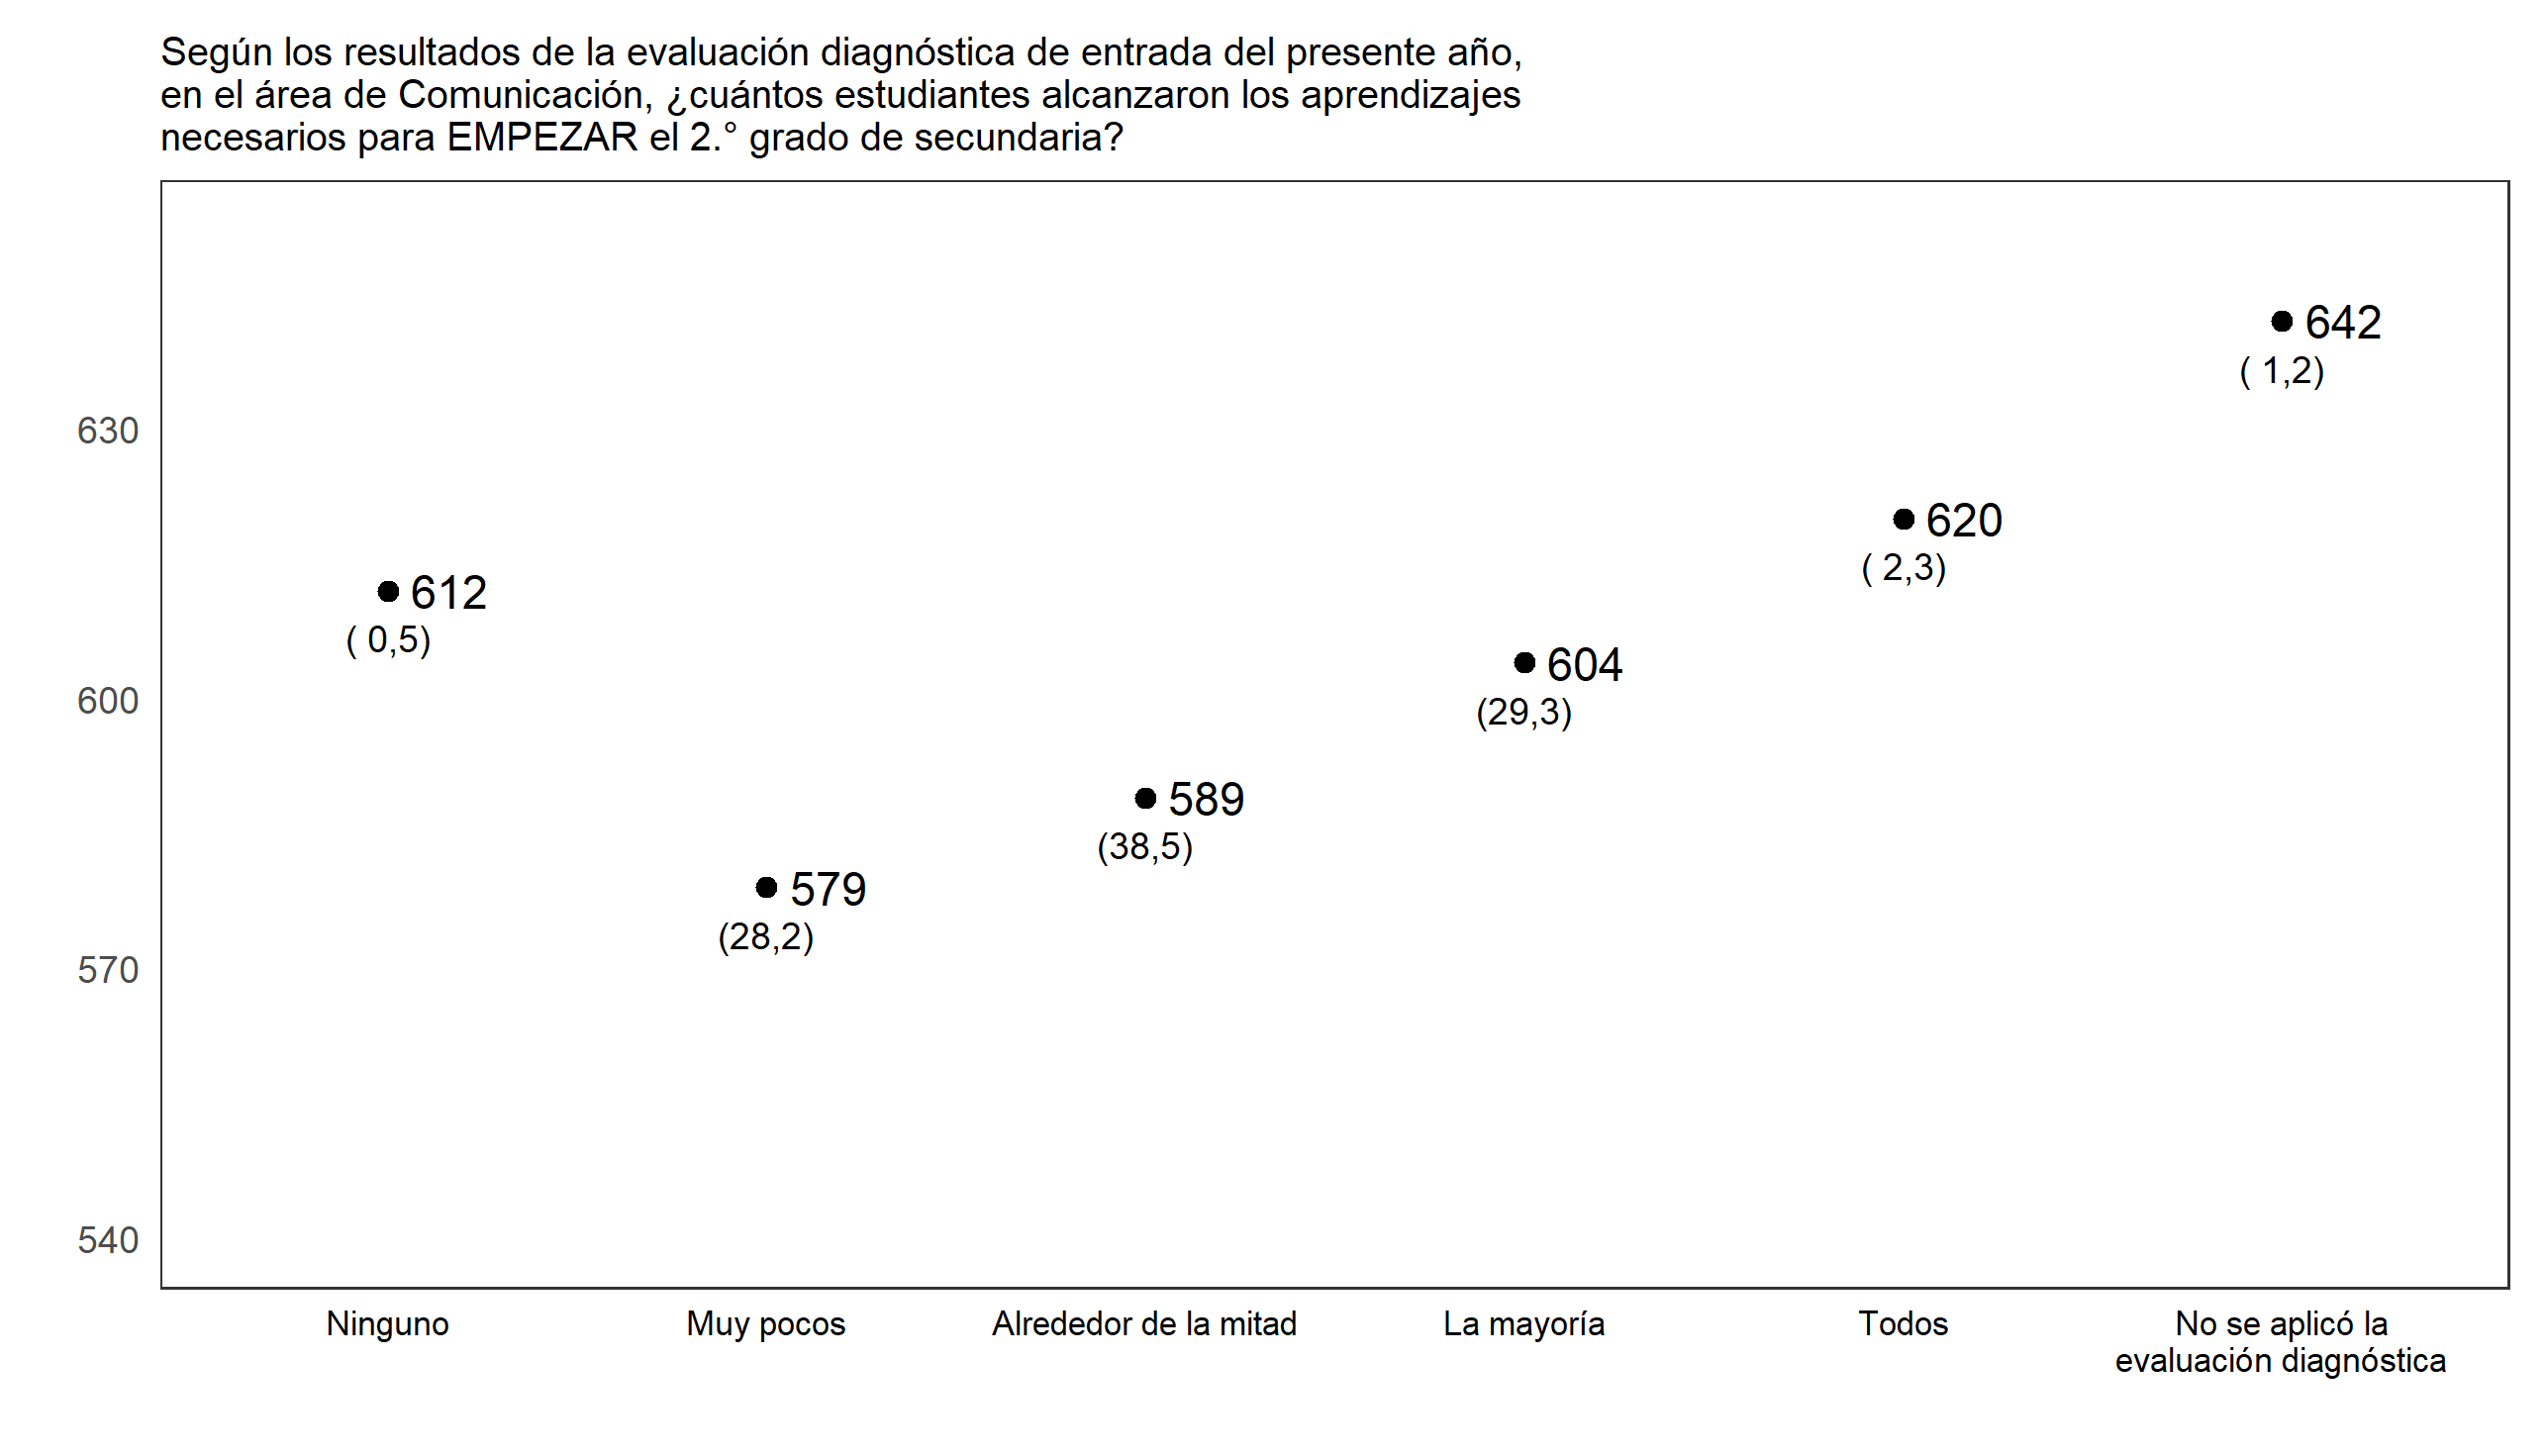 Según los resultados de la evaluación diagnóstica de entrada del presente año,
en el área de Comunicación, ¿cuántos estudiantes alcanzaron los aprendizajes
necesarios para EMPEZAR el 2.° grado de secundaria?
642
( 1,2)
630
620
( 2,3)
612
( 0,5)
604
(29,3)
600
589
(38,5)
579
(28,2)
570
540
Ninguno
Muy pocos
Alrededor de la mitad
La mayoría
Todos
No se aplicó la
evaluación diagnóstica